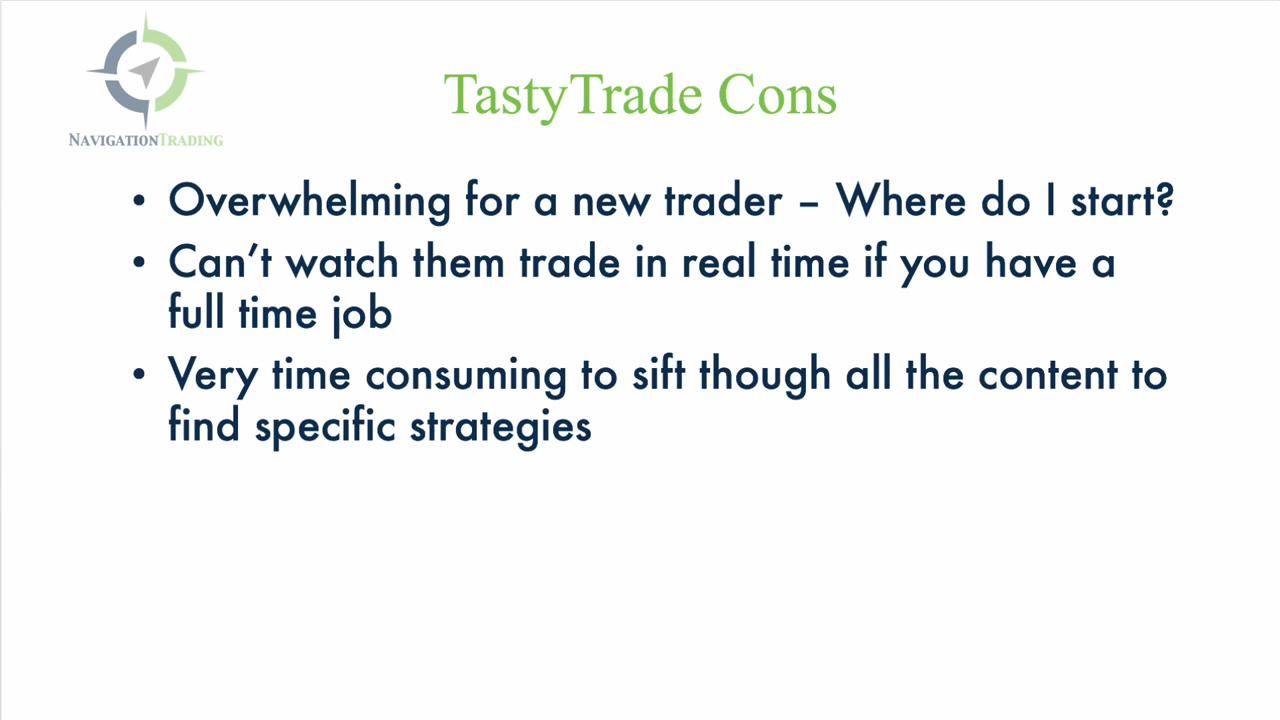 NAVIGATIONTRADING
TastyTrade Cons
• Overwhelming for a new trader – Where do I start?
• Can't watch them trade in real time if you have a
full time job
• Very time consuming to sift though all the content to
find specific strategies